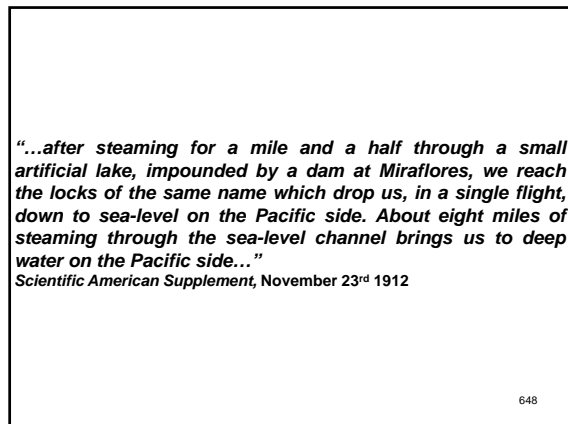 “…after steaming for a mile and a half through a small
artificial lake, impounded by a dam at Miraflores, we reach
the locks of the same name which drop us, in a single flight,
down to sea-level on the Pacific side. About eight miles of
steaming through the sea-level channel brings us to deep
water on the Pacific side…”
Scientific American Supplement, November 23rd 1912
648